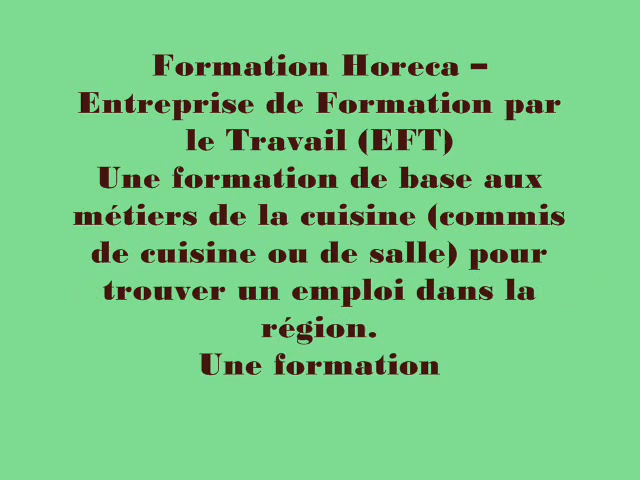 Formation Horeca –
Entreprise de Formation par
le Travail (EFT)
Une formation de base aux
métiers de la cuisine (commis
de cuisine ou de salle) pour
trouver un emploi dans la
région.
Une formation